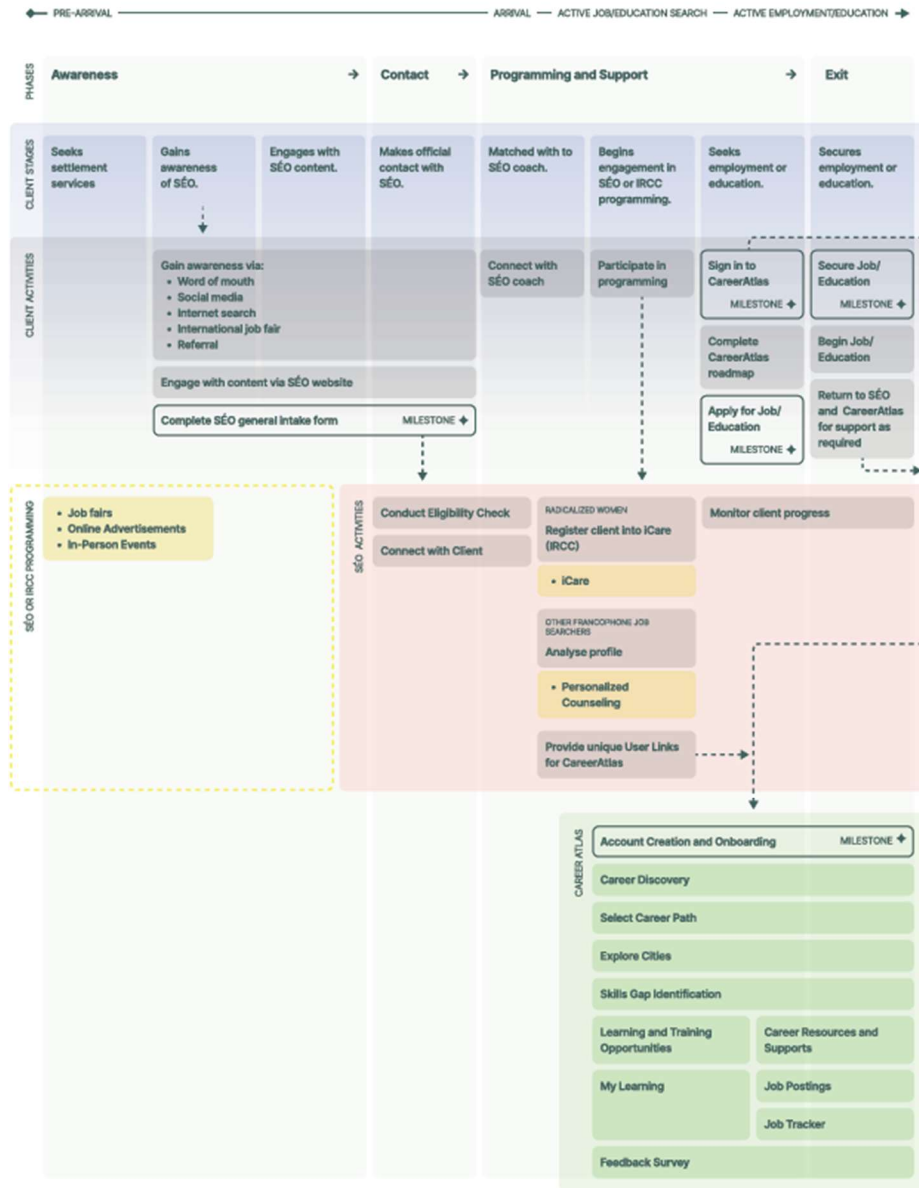 PRE-ARRIVAL
ARRIVAL
ACTIVE JOB/EDUCATION SEARCH
ACTIVE EMPLOYMENT/EDUCATION
PHASES
Awareness
Contact
Programming and Support
Exit
CLIENT STAGES
Seeks
settlement
services
Gains
awareness
of SÉO.
Engages with
SÉO content.
Makes official
contact with
SÉO.
Matched with to
SÉO coach.
Begins
engagement in
SÉO or IRCC
programming.
Seeks
employment or
education.
Secures
employment or
education.
CLIENT ACTIVITIES
Gain awareness via:
• Word of mouth
• Social media
• Internet search
• International job fair
• Referral
Engage with content via SÉO website
Complete SÉO general intake form
MILESTONE
Connect with
SÉO coach
Participate in
programming
Sign in to
CareerAtlas
MILESTONE
Complete
CareerAtlas
roadmap
Apply for Job/
Education
MILESTONE
Secure Job/
Education
MILESTONE
Begin Job/
Education
Return to SÉO
and CareerAtlas
for support as
required
SÉO OR IRCC PROGRAMMING
• Job fairs
• Online Advertisements
• In-Person Events
SÉO ACTIVITIES
Conduct Eligibility Check
Connect with Client
RADICALIZED WOMEN
Register client into iCare
(IRCC)
• iCare
OTHER FRANCOPHONE JOB
SEARCHERS
Analyse profile
• Personalized
Counseling
Provide unique User Links
for CareerAtlas
Monitor client progress
CAREER ATLAS
Account Creation and Onboarding
MILESTONE
Career Discovery
Select Career Path
Explore Cities
Skills Gap Identification
Learning and Training
Opportunities
Career Resources and
Supports
My Learning
Job Postings
Job Tracker
Feedback Survey